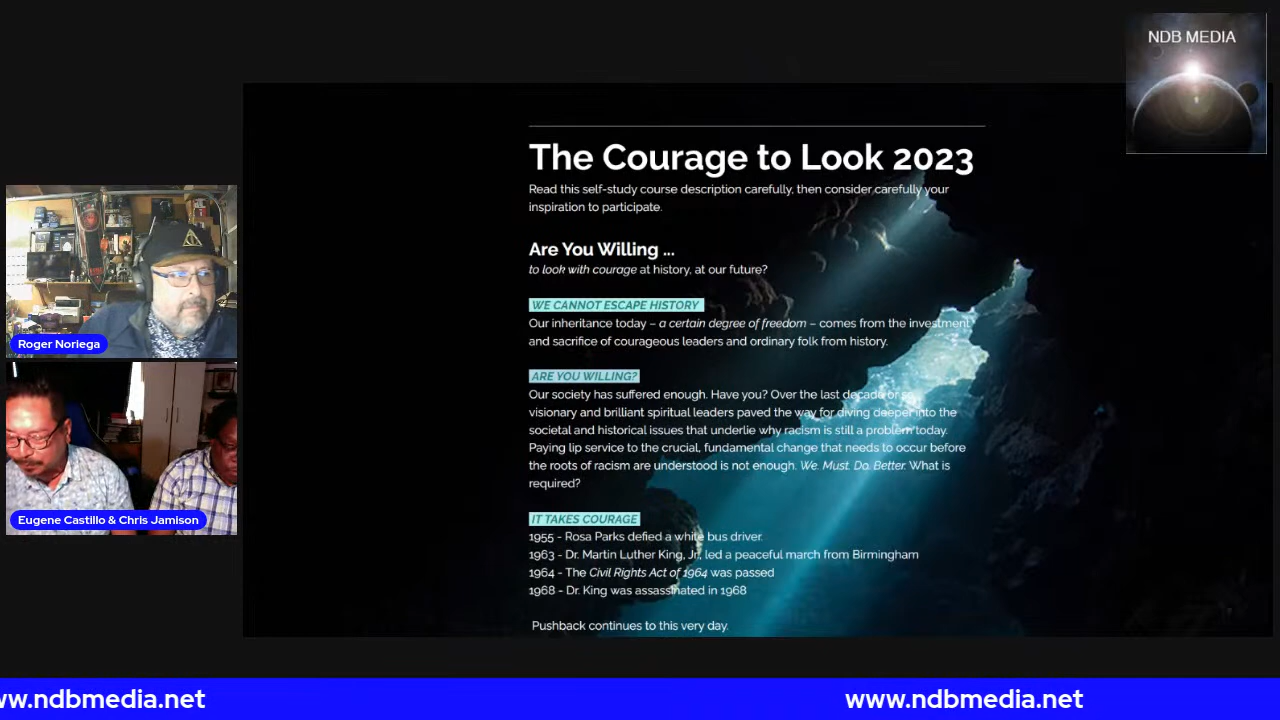 NDB MEDIA
The Courage to Look 2023
Read this self-study course description carefully, then consider carefully your
inspiration to participate.
Are You Willing ...
to look with courage at history, at our future?
WE CANNOT ESCAPE HISTORY
Our inheritance today – a certain degree of freedom – comes from the investment
and sacrifice of courageous leaders and ordinary folk from history.
ARE YOU WILLING?
Our society has suffered enough. Have you? Over the last decade or so,
visionary and brilliant spiritual leaders paved the way for diving deeper into the
societal and historical issues that underlie why racism is still a problem today.
Paying lip service to the crucial, fundamental change that needs to occur before
the roots of racism are understood is not enough. We. Must. Do. Better. What is
required?
IT TAKES COURAGE
1955 - Rosa Parks defied a white bus driver.
1963 - Dr. Martin Luther King, Jr, led a peaceful march from Birmingham
1964 - The Civil Rights Act of 1964 was passed
1968 - Dr. King was assassinated in 1968
Pushback continues to this very day.
Roger Noriega
Eugene Castillo & Chris Jamison
ww.ndbmedia.net
www.ndbmedia.net